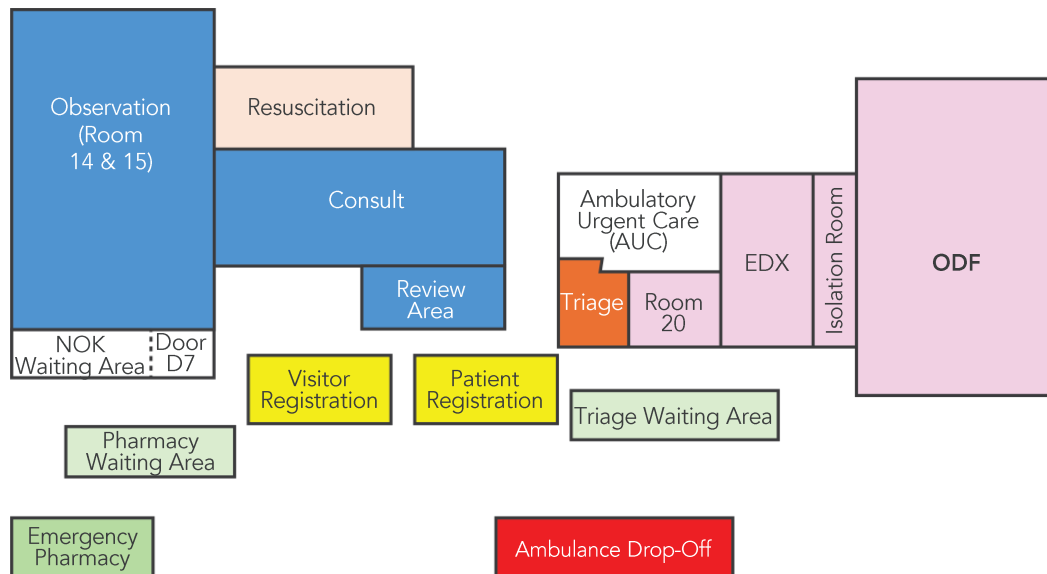 Observation
(Room
14 & 15)
Resuscitation
Consult
Review
Area
NOK
Waiting Area
Door
D7
Ambulatory
Urgent Care
(AUC)
Triage
Room
20
EDX
Isolation Room
ODF
Visitor
Registration
Patient
Registration
Triage Waiting Area
Pharmacy
Waiting Area
Emergency
Pharmacy
Ambulance Drop-Off